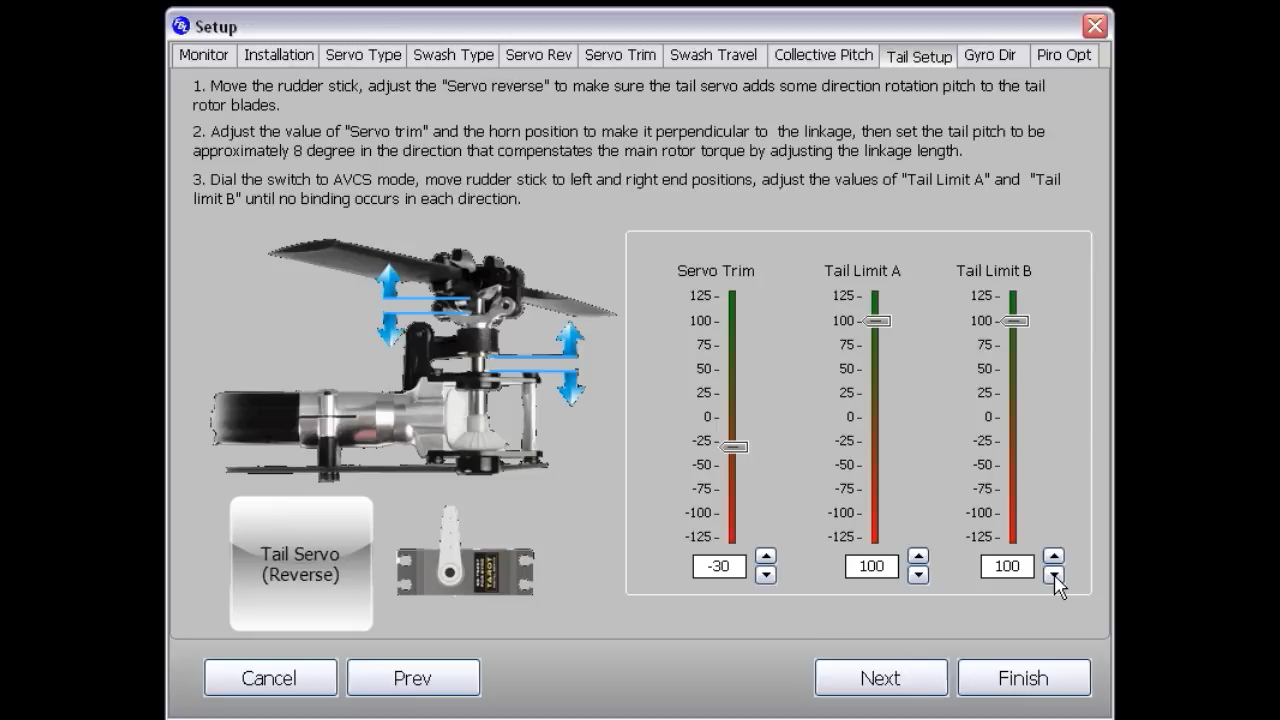 FBL Setup
Monitor Installation Servo Type Swash Type Servo Rev Servo Trim Swash Travel Collective Pitch Tail Setup Gyro Dir Piro Opt
1. Move the rudder stick, adjust the "Servo reverse" to make sure the tail servo adds some direction rotation pitch to the tail
rotor blades.
2. Adjust the value of "Servo trim" and the horn position to make it perpendicular to the linkage, then set the tail pitch to be
approximately 8 degree in the direction that compenstates the main rotor torque by adjusting the linkage length.
3. Dial the switch to AVCS mode, move rudder stick to left and right end positions, adjust the values of "Tail Limit A" and "Tail
limit B" until no binding occurs in each direction.
Servo Trim Tail Limit A Tail Limit B
125 125 125
100 100 100
75 75 75
50 50 50
25 25 25
0 0 0
-25 -25 -25
-50 -50 -50
-75 -75 -75
-100 -100 -100
-125 -125 -125
-30 100 100
Tail Servo
(Reverse)
TAROT
Cancel Prev Next Finish